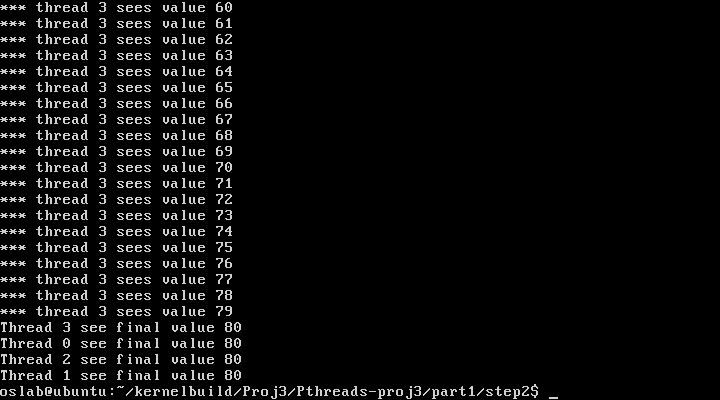 *** thread 3 sees value 60
*** thread 3 sees value 61
*** thread 3 sees value 62
*** thread 3 sees value 63
*** thread 3 sees value 64
*** thread 3 sees value 65
*** thread 3 sees value 66
*** thread 3 sees value 67
*** thread 3 sees value 68
*** thread 3 sees value 69
*** thread 3 sees value 70
*** thread 3 sees value 71
*** thread 3 sees value 72
*** thread 3 sees value 73
*** thread 3 sees value 74
*** thread 3 sees value 75
*** thread 3 sees value 76
*** thread 3 sees value 77
*** thread 3 sees value 78
*** thread 3 sees value 79
Thread 3 see final value 80
Thread 0 see final value 80
Thread 2 see final value 80
Thread 1 see final value 80
oslab@ubuntu:~/kernelbuild/Proj3/Pthreads-proj3/part1/step2$ _